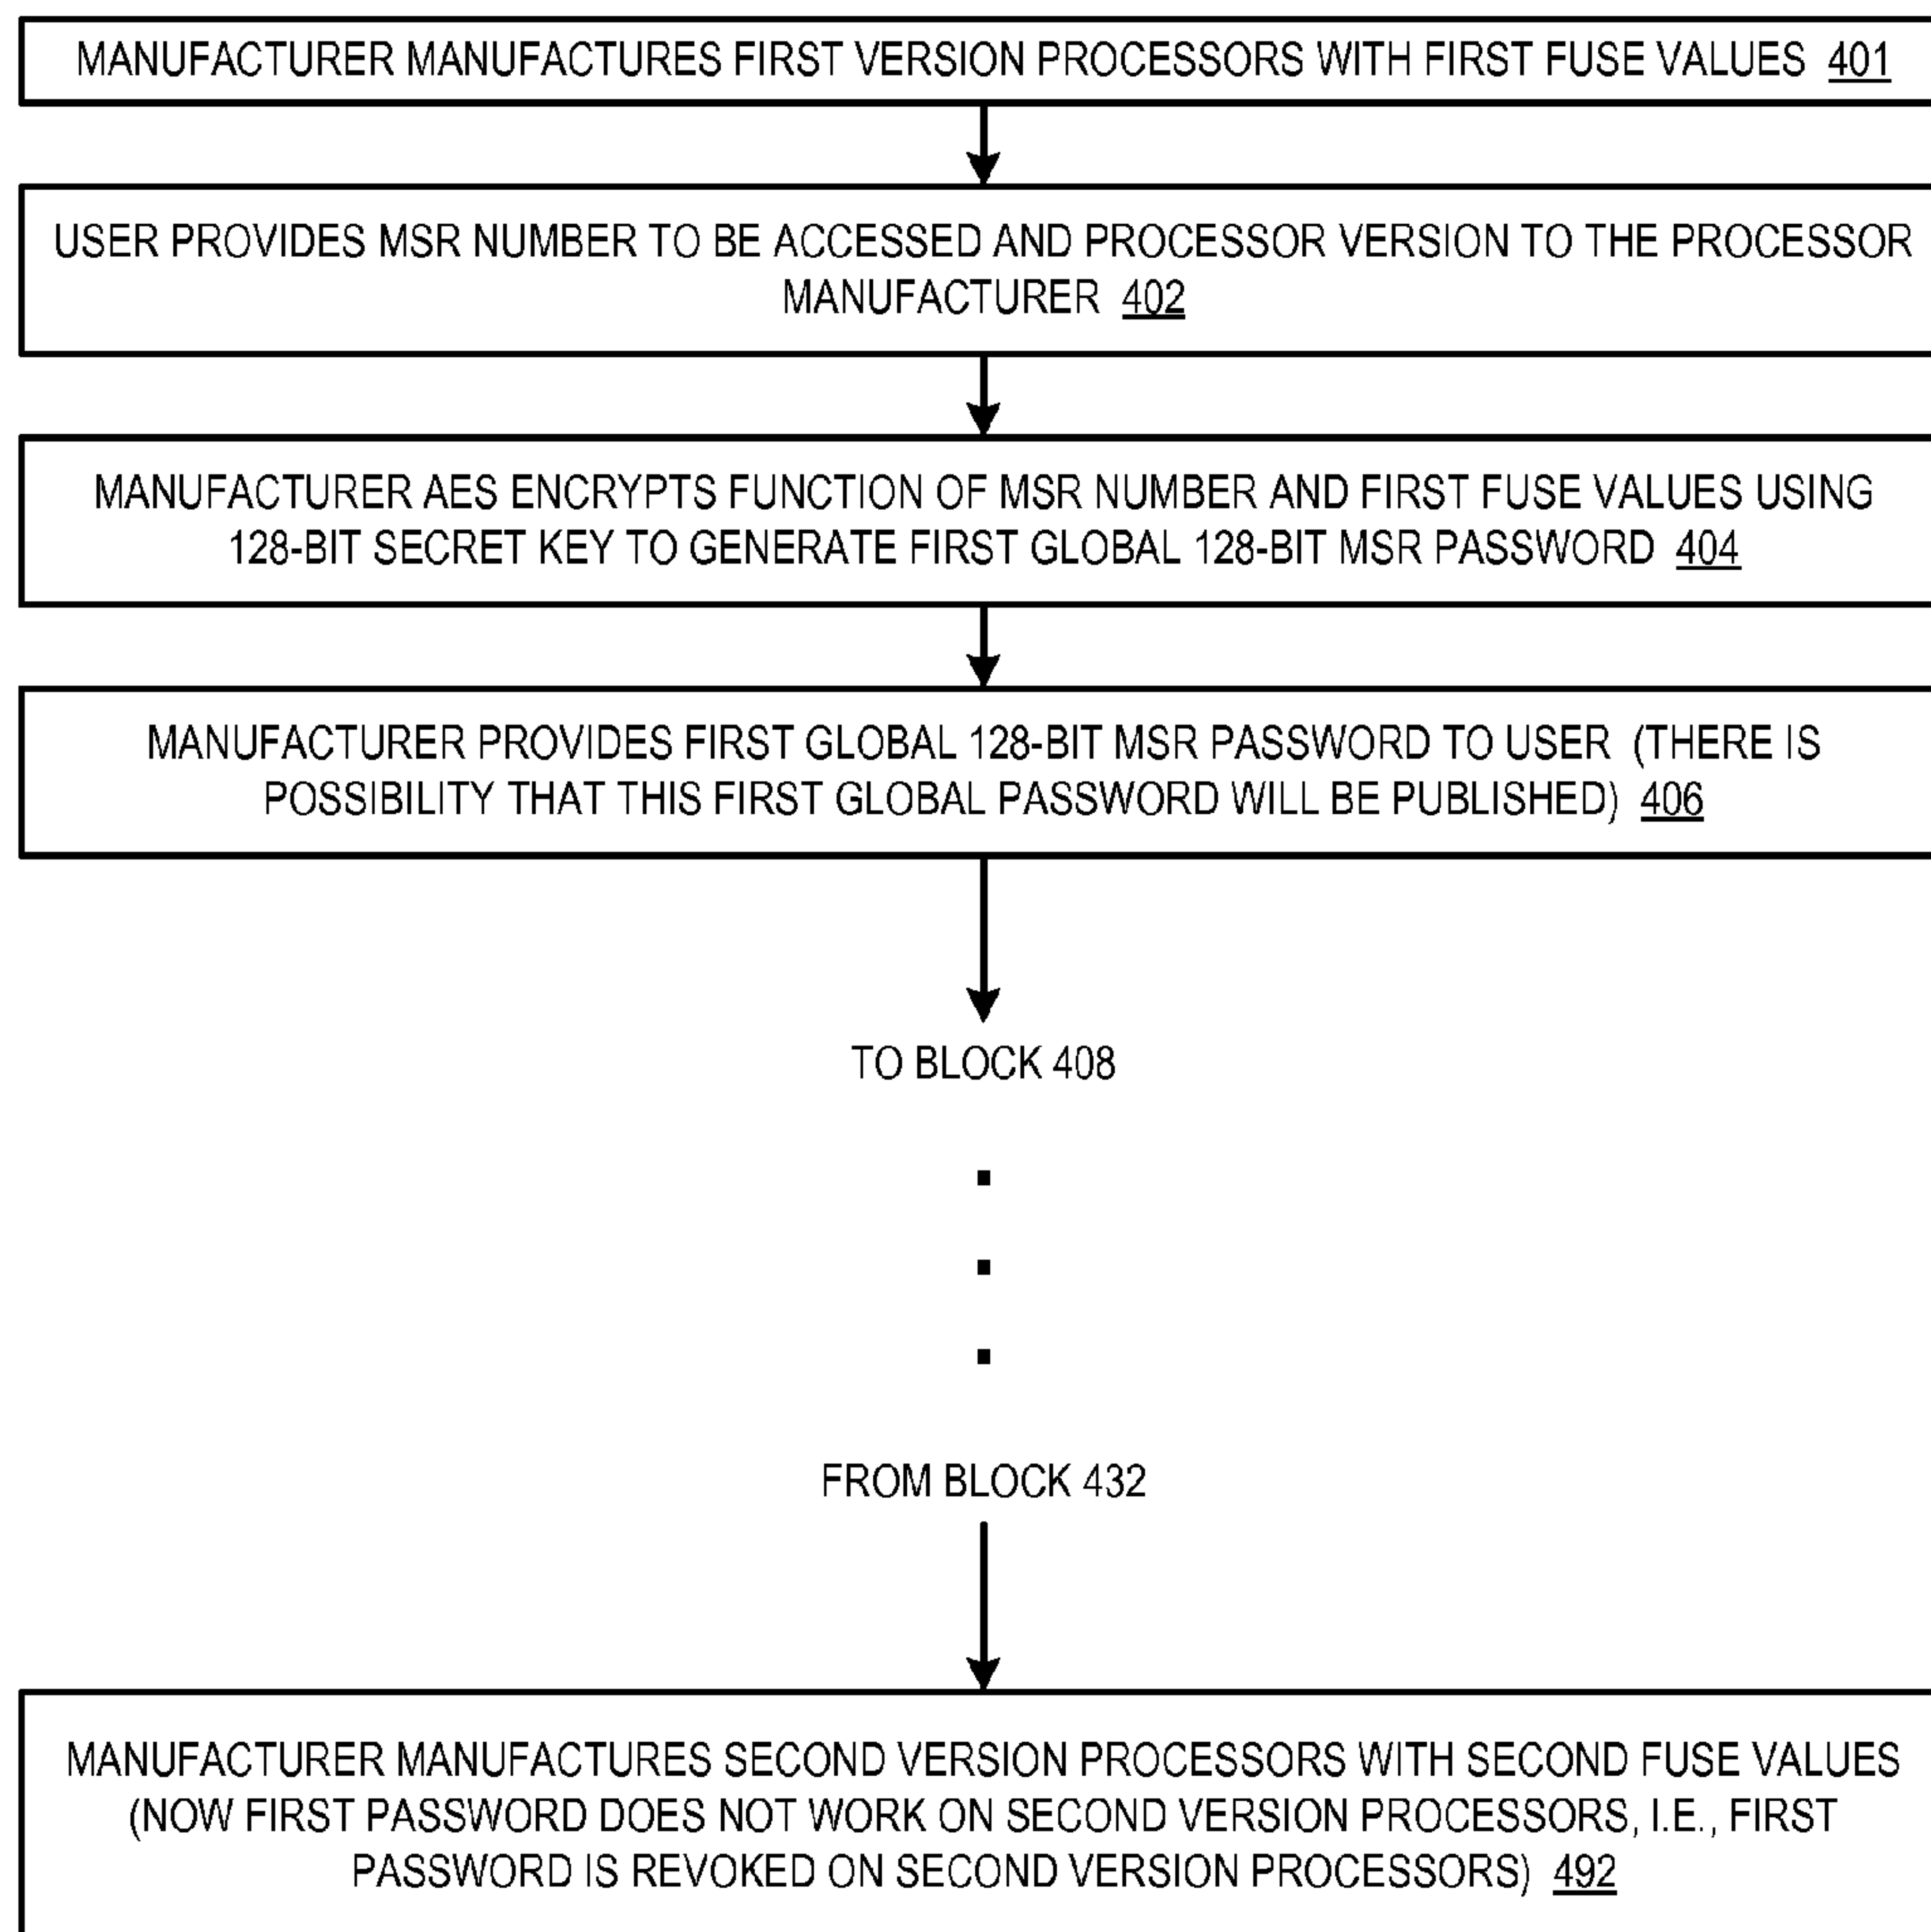 MANUFACTURER MANUFACTURES FIRST VERSION PROCESSORS WITH FIRST FUSE VALUES 401
USER PROVIDES MSR NUMBER TO BE ACCESSED AND PROCESSOR VERSION TO THE PROCESSOR
MANUFACTURER 402
MANUFACTURER AES ENCRYPTS FUNCTION OF MSR NUMBER AND FIRST FUSE VALUES USING
128-BIT SECRET KEY TO GENERATE FIRST GLOBAL 128-BIT MSR PASSWORD 404
MANUFACTURER PROVIDES FIRST GLOBAL 128-BIT MSR PASSWORD TO USER (THERE IS
POSSIBILITY THAT THIS FIRST GLOBAL PASSWORD WILL BE PUBLISHED) 406
TO BLOCK 408
FROM BLOCK 432
MANUFACTURER MANUFACTURES SECOND VERSION PROCESSORS WITH SECOND FUSE VALUES
(NOW FIRST PASSWORD DOES NOT WORK ON SECOND VERSION PROCESSORS, I.E., FIRST
PASSWORD IS REVOKED ON SECOND VERSION PROCESSORS) 492